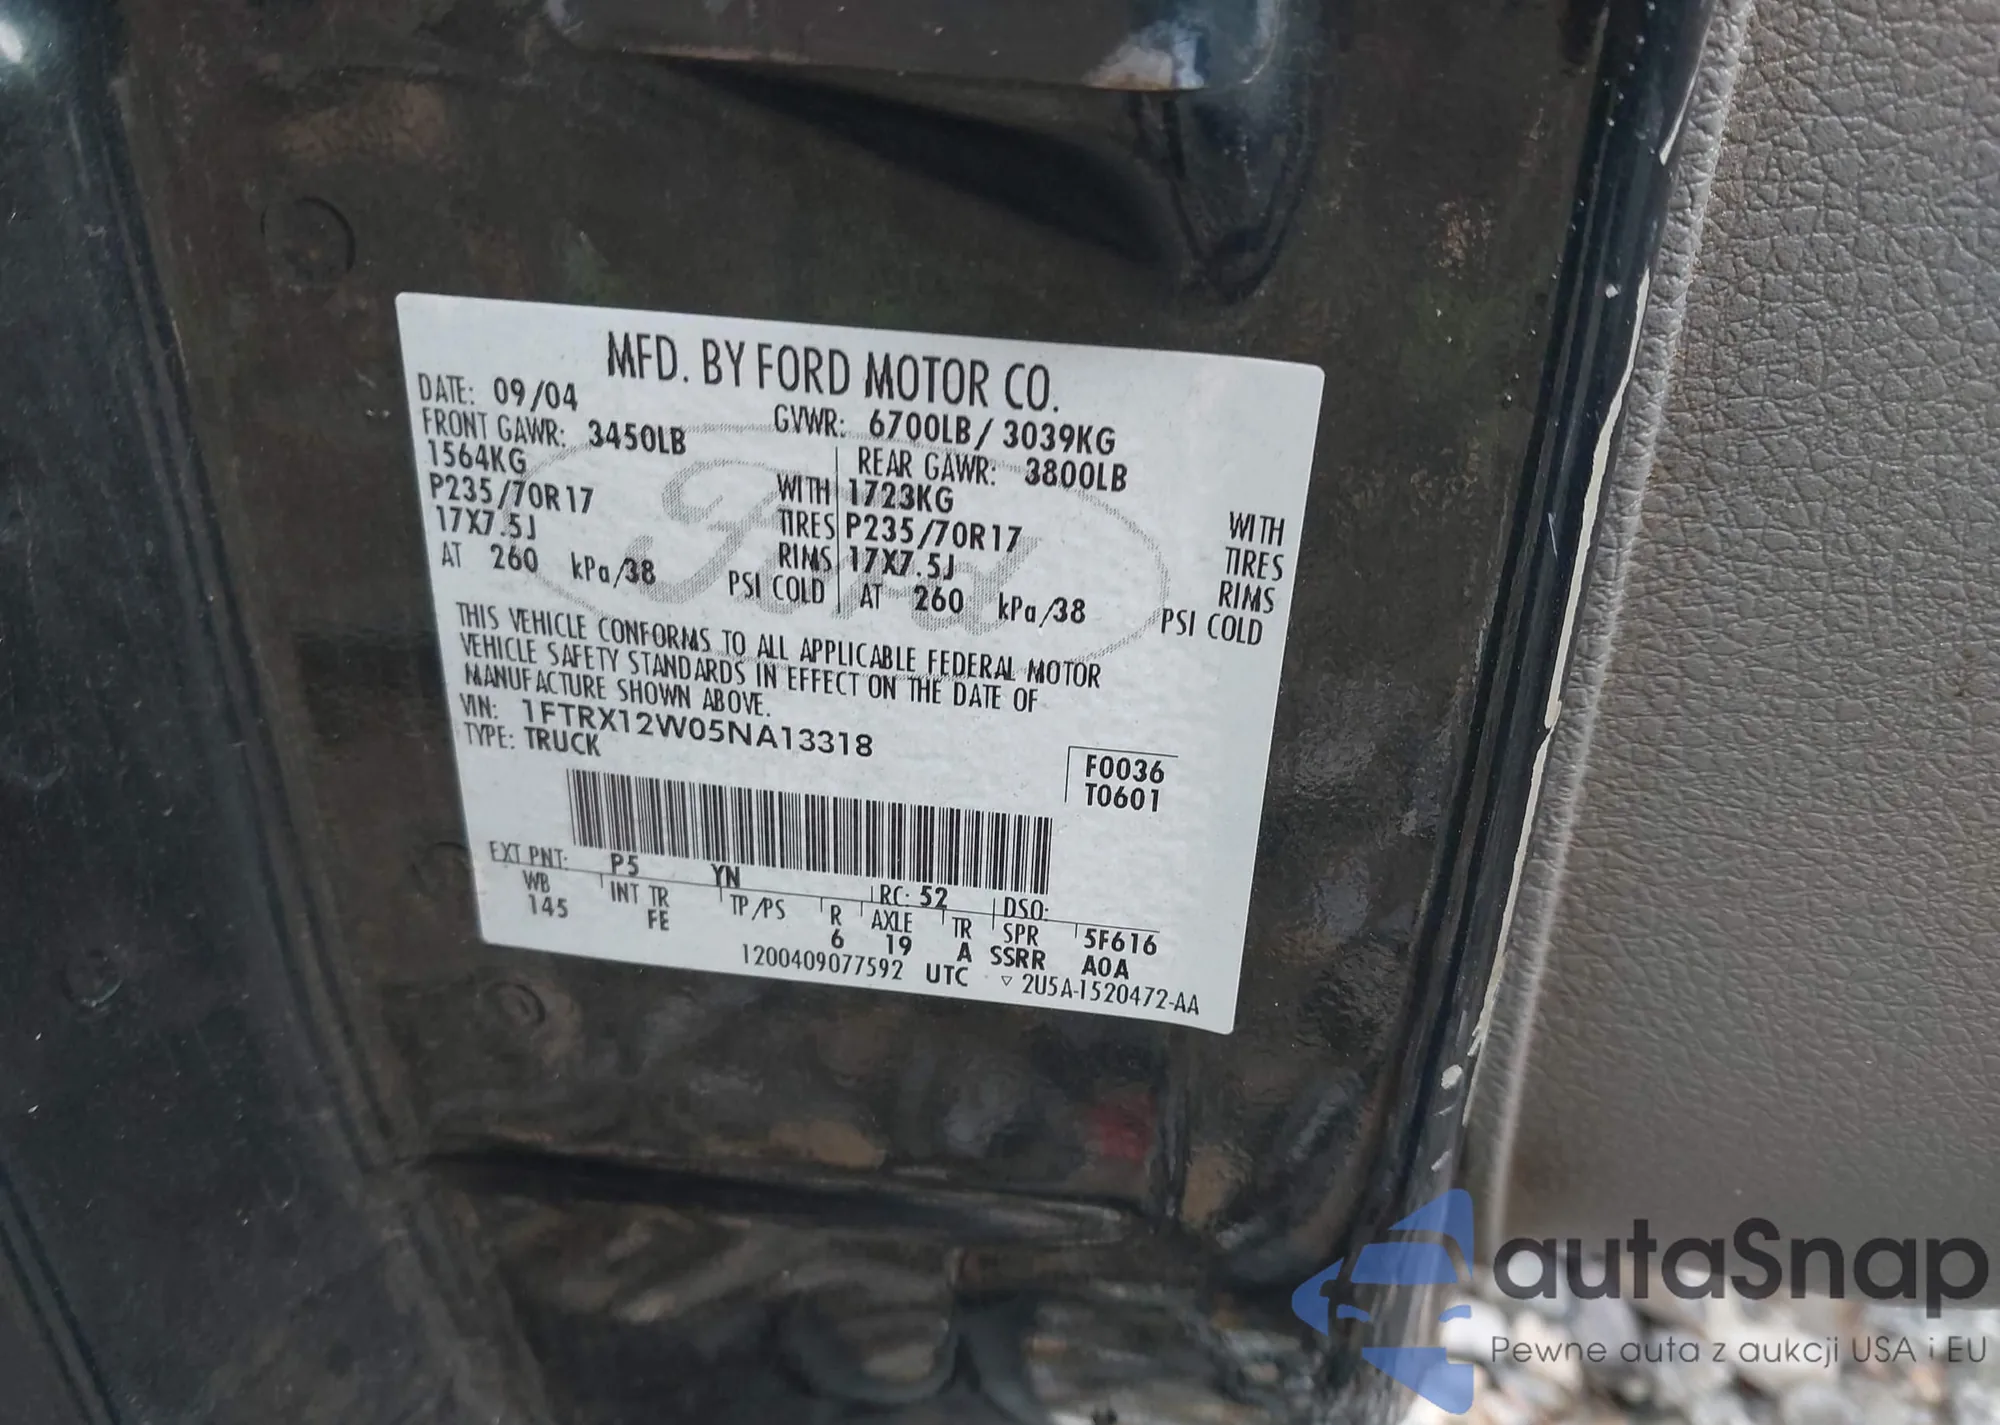 MFD. BY FORD MOTOR CO.
DATE: 09/04 GVWR: 6700LB/ 3039KG
FRONT GAWR: 3450LB REAR GAWR: 3800LB
1564KG WITH 1723KG WITH
P235/70R17 TIRES P235/70R17 TIRES
17X7.5J RIMS 17X7.5J RIMS
AT 260 kPa/38 PSI COLD AT 260 kPa/38 PSI COLD
THIS VEHICLE CONFORMS TO ALL APPLICABLE FEDERAL MOTOR
VEHICLE SAFETY STANDARDS IN EFFECT ON THE DATE OF
MANUFACTURE SHOWN ABOVE.
VIN: 1FTRX12W05NA13318
TYPE: TRUCK
F0036
T0601
EXT PNT: P5 YN RC: 52 DSO:
WB INT TR TP/PS R AXLE TR SPR 5F616
145 FE 6 19 A SSRR A0A
1200409077592 UTC ▽ 2U5A-1520472-AA
Ford
autaSnap
Pewne auta z aukcji USA i EU